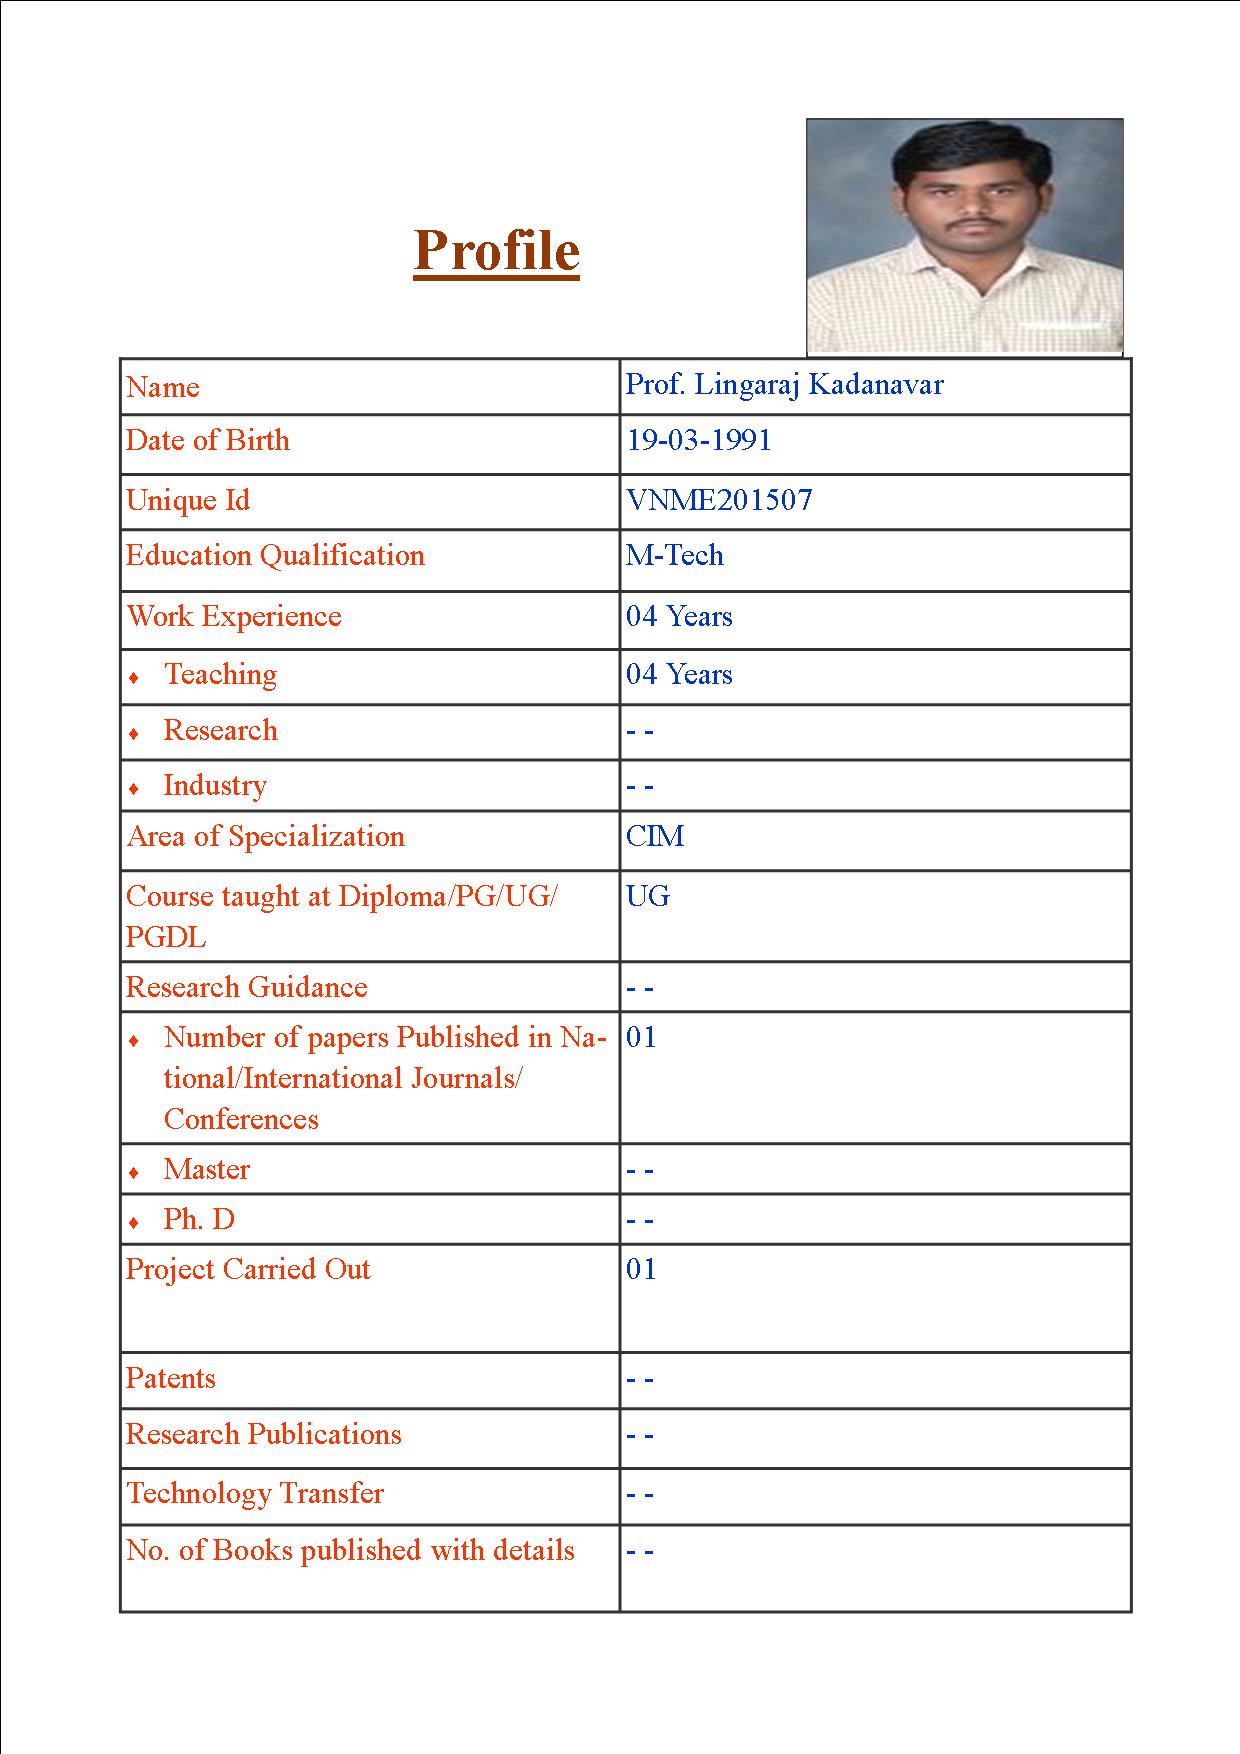 Profile
Name
Prof. Lingaraj Kadanavar
Date of Birth
19-03-1991
Unique Id
VNME201507
Education Qualification
M-Tech
Work Experience
04 Years
♦ Teaching
04 Years
♦ Research
- -
♦ Industry
- -
Area of Specialization
CIM
Course taught at Diploma/PG/UG/
PGDL
UG
Research Guidance
- -
♦ Number of papers Published in Na-
tional/International Journals/
Conferences
01
♦ Master
- -
♦ Ph. D
- -
Project Carried Out
01
Patents
- -
Research Publications
- -
Technology Transfer
- -
No. of Books published with details
- -